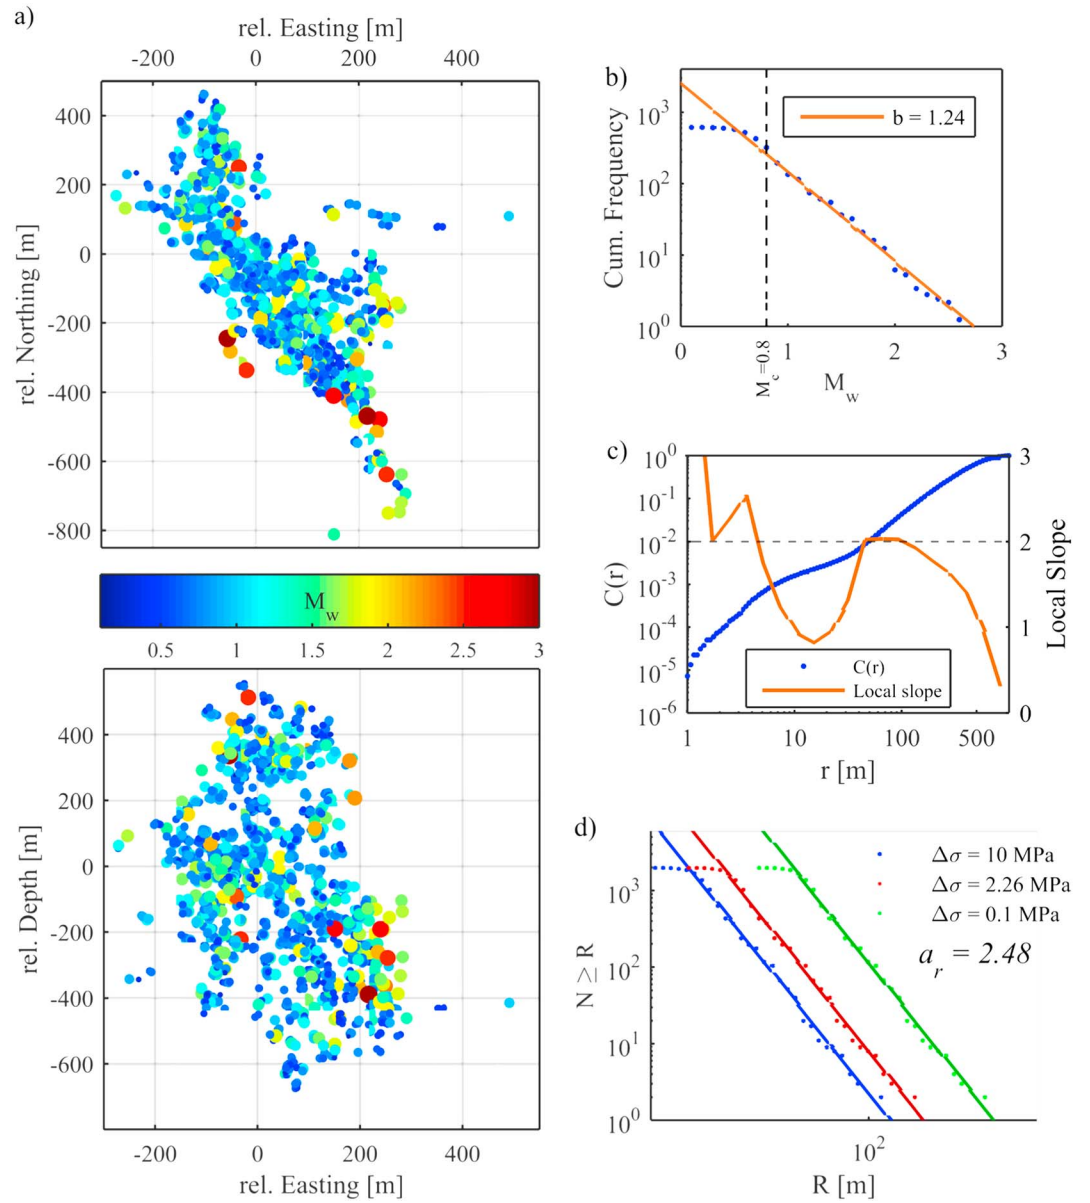 a)
rel. Easting [m]
-200 0 200 400
400
200
0
-200
-400
-600
-800
rel. Northing [m]
M_w
0.5 1 1.5 2 2.5 3
400
200
0
-200
-400
-600
rel. Depth [m]
-200 0 200 400
rel. Easting [m]
b)
10^3
10^2
10^1
10^0
Cum. Frequency
b = 1.24
0 1 2 3
M_c=0.8
M_w
c)
10^0
10^-1
10^-2
10^-3
10^-4
10^-5
10^-6
C(r)
3
2
1
0
Local Slope
C(r)
Local slope
1 10 100 500
r [m]
d)
10^3
10^2
10^1
10^0
N ≥ R
Δσ = 10 MPa
Δσ = 2.26 MPa
Δσ = 0.1 MPa
a_r = 2.48
10^2
R [m]